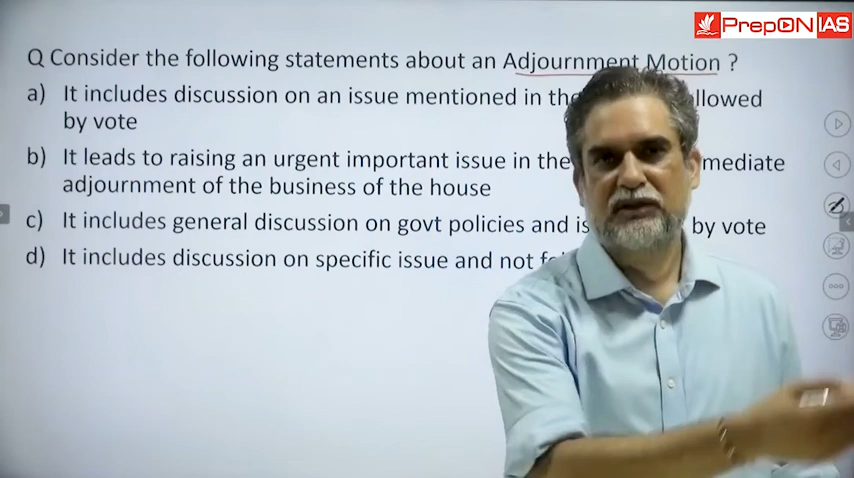 PrepON IAS
Q Consider the following statements about an Adjournment Motion ?
a) It includes discussion on an issue mentioned in the llowed
by vote
b) It leads to raising an urgent important issue in the mediate
adjournment of the business of the house
c) It includes general discussion on govt policies and is by vote
d) It includes discussion on specific issue and not